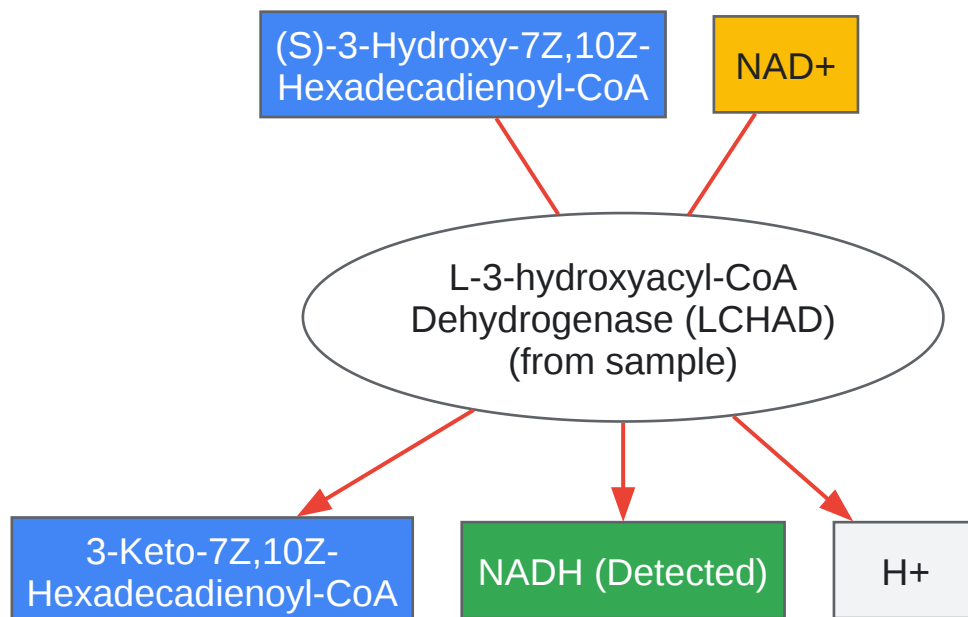 (S)-3-Hydroxy-7Z,10Z-
Hexadecadienoyl-CoA
NAD+
L-3-hydroxyacyl-CoA
Dehydrogenase (LCHAD)
(from sample)
3-Keto-7Z,10Z-
Hexadecadienoyl-CoA
NADH (Detected)
H+